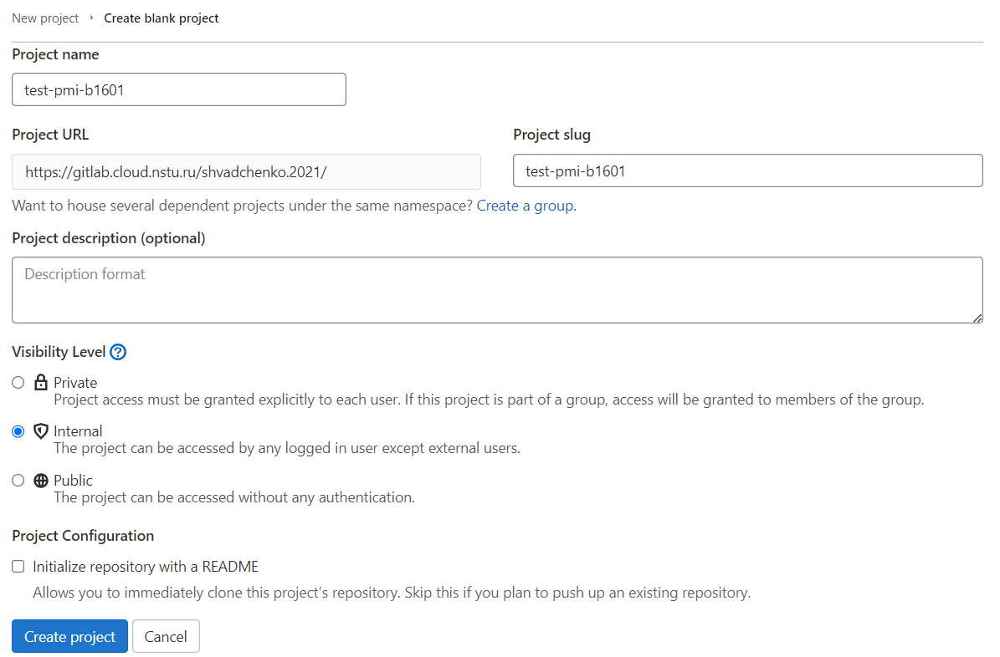 New project › Create blank project
Project name
test-pmi-b1601
Project URL
Project slug
https://gitlab.cloud.nstu.ru/shvadchenko.2021/
test-pmi-b1601
Want to house several dependent projects under the same namespace? Create a group.
Project description (optional)
Description format
Visibility Level ?
Private
Project access must be granted explicitly to each user. If this project is part of a group, access will be granted to members of the group.
Internal
The project can be accessed by any logged in user except external users.
Public
The project can be accessed without any authentication.
Project Configuration
Initialize repository with a README
Allows you to immediately clone this project’s repository. Skip this if you plan to push up an existing repository.
Create project Cancel